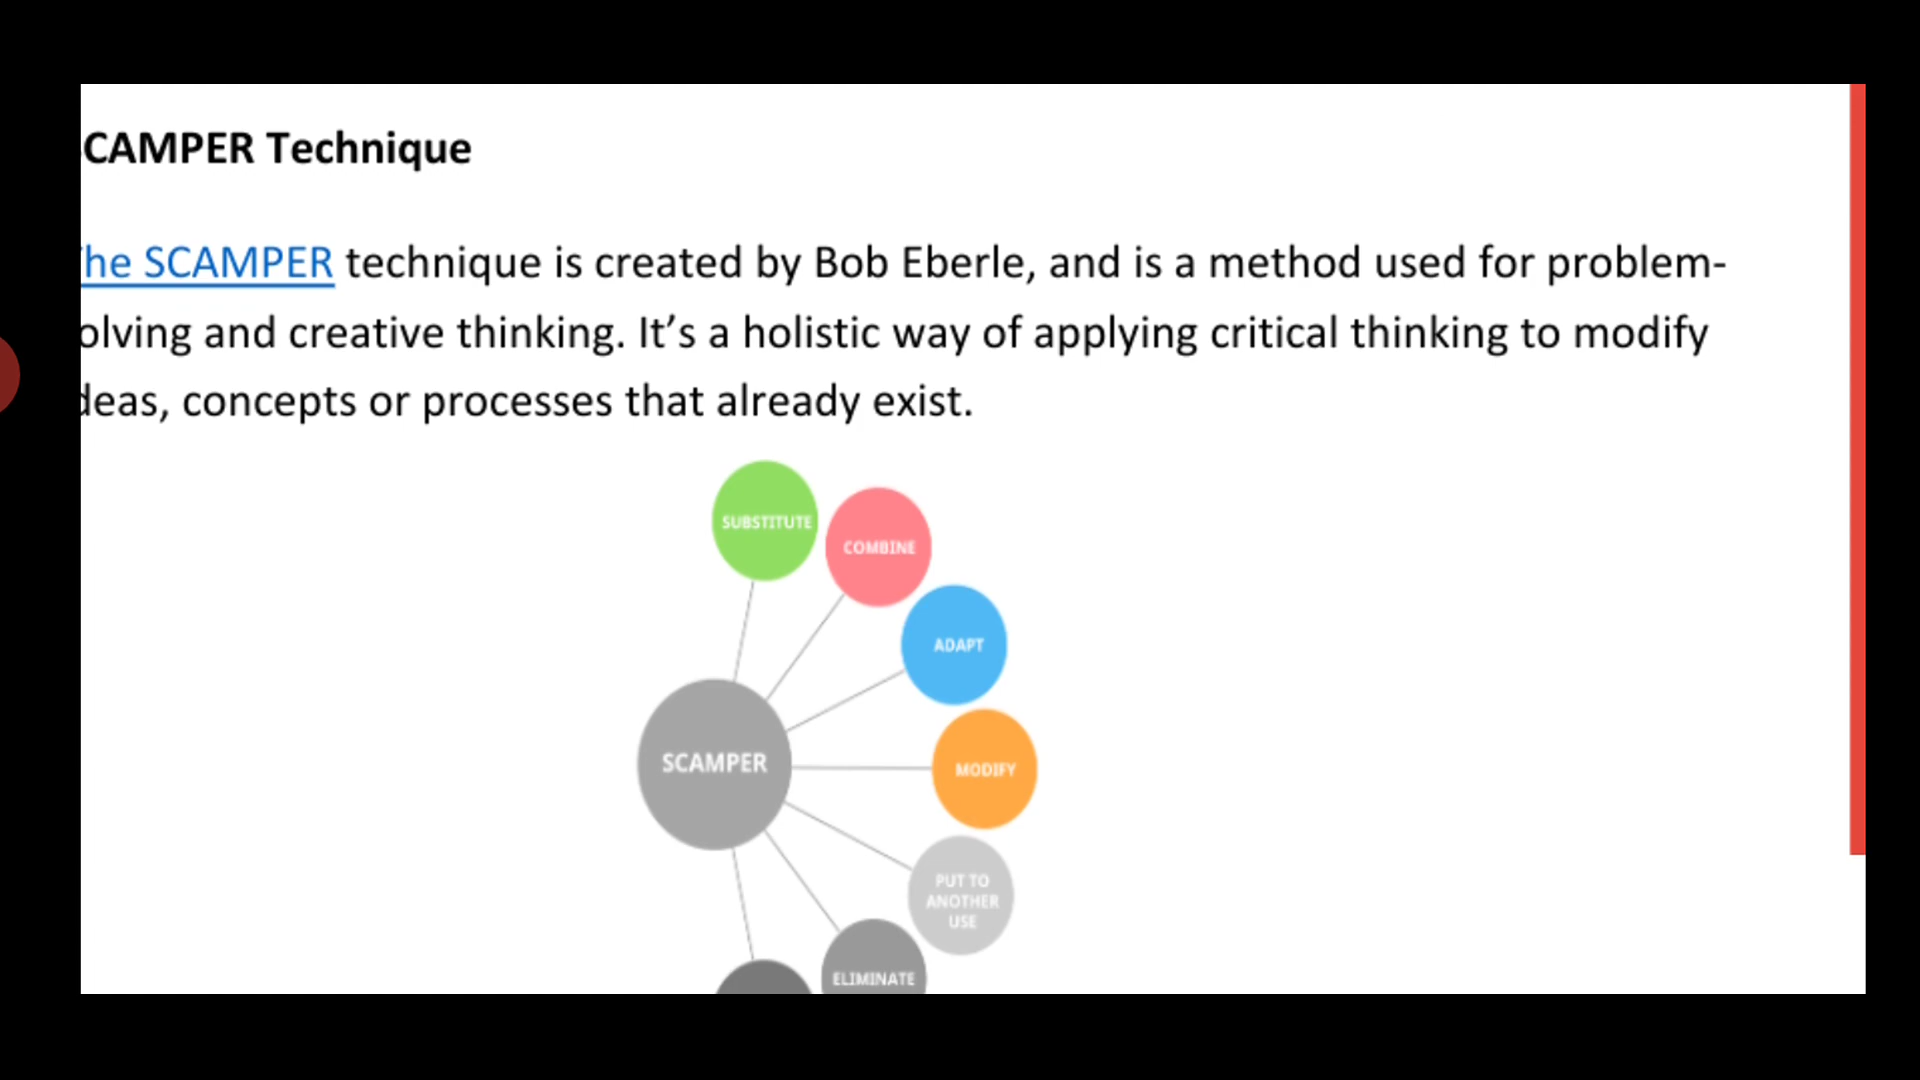 CAMPER Technique
The SCAMPER technique is created by Bob Eberle, and is a method used for problem-
olving and creative thinking. It's a holistic way of applying critical thinking to modify
deas, concepts or processes that already exist.
SUBSTITUTE
COMBINE
ADAPT
SCAMPER
MODIFY
PUT TO
ANOTHER
USE
ELIMINATE